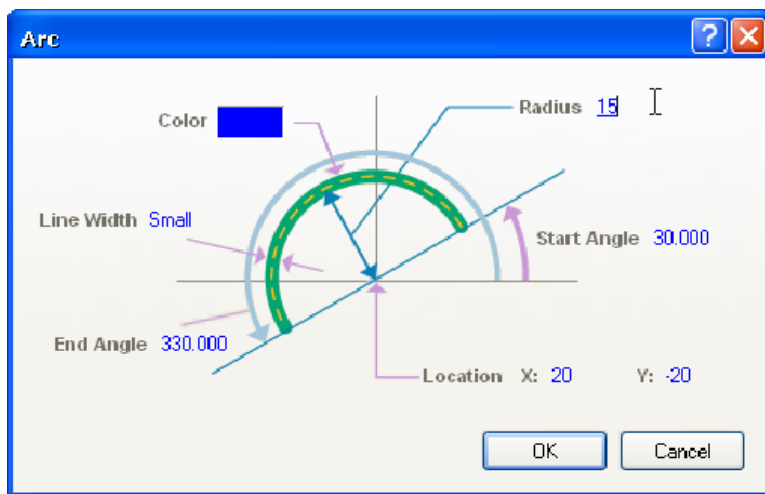 Arc
Color
Radius 15
Line Width Small
Start Angle 30.000
End Angle 330.000
Location X: 20 Y: -20
OK Cancel